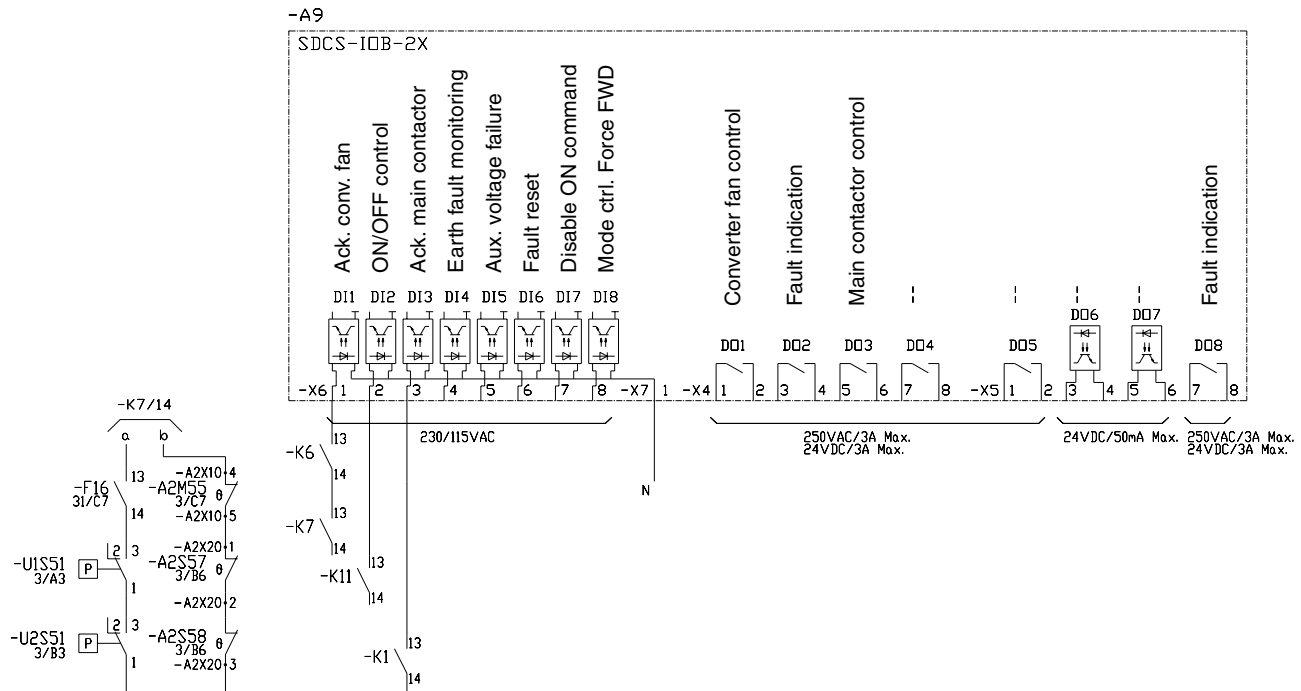 -A9
SDCS-IOB-2X
Ack. conv. fan
ON/OFF control
Ack. main contactor
Earth fault monitoring
Aux. voltage failure
Fault reset
Disable ON command
Mode ctrl. Force FWD
Converter fan control
Fault indication
Main contactor control
Fault indication
DI1 DI2 DI3 DI4 DI5 DI6 DI7 DI8
DO1 DO2 DO3 DO4 DO5 DO6 DO7 DO8
-X6 1 2 3 4 5 6 7 8 -X7 1 -X4 1 2 3 4 5 6 7 8 -X5 1 2 3 4 5 6 7 8
230/115VAC
250VAC/3A Max.
24VDC/3A Max.
24VDC/50mA Max.
250VAC/3A Max.
24VDC/3A Max.
-K7/14
a b
-F16
31/C7
13
14
-U1S51
3/A3
P
2 3
1
-U2S51
3/B3
P
2 3
1
-A2X10 4
-A2M55
3/C7
θ
-A2X10 5
-A2X20 1
-A2S57
3/B6
θ
-A2X20 2
-A2S58
3/B6
θ
-A2X20 3
-K6
13
14
-K7
13
14
-K11
13
14
-K1
13
14
N